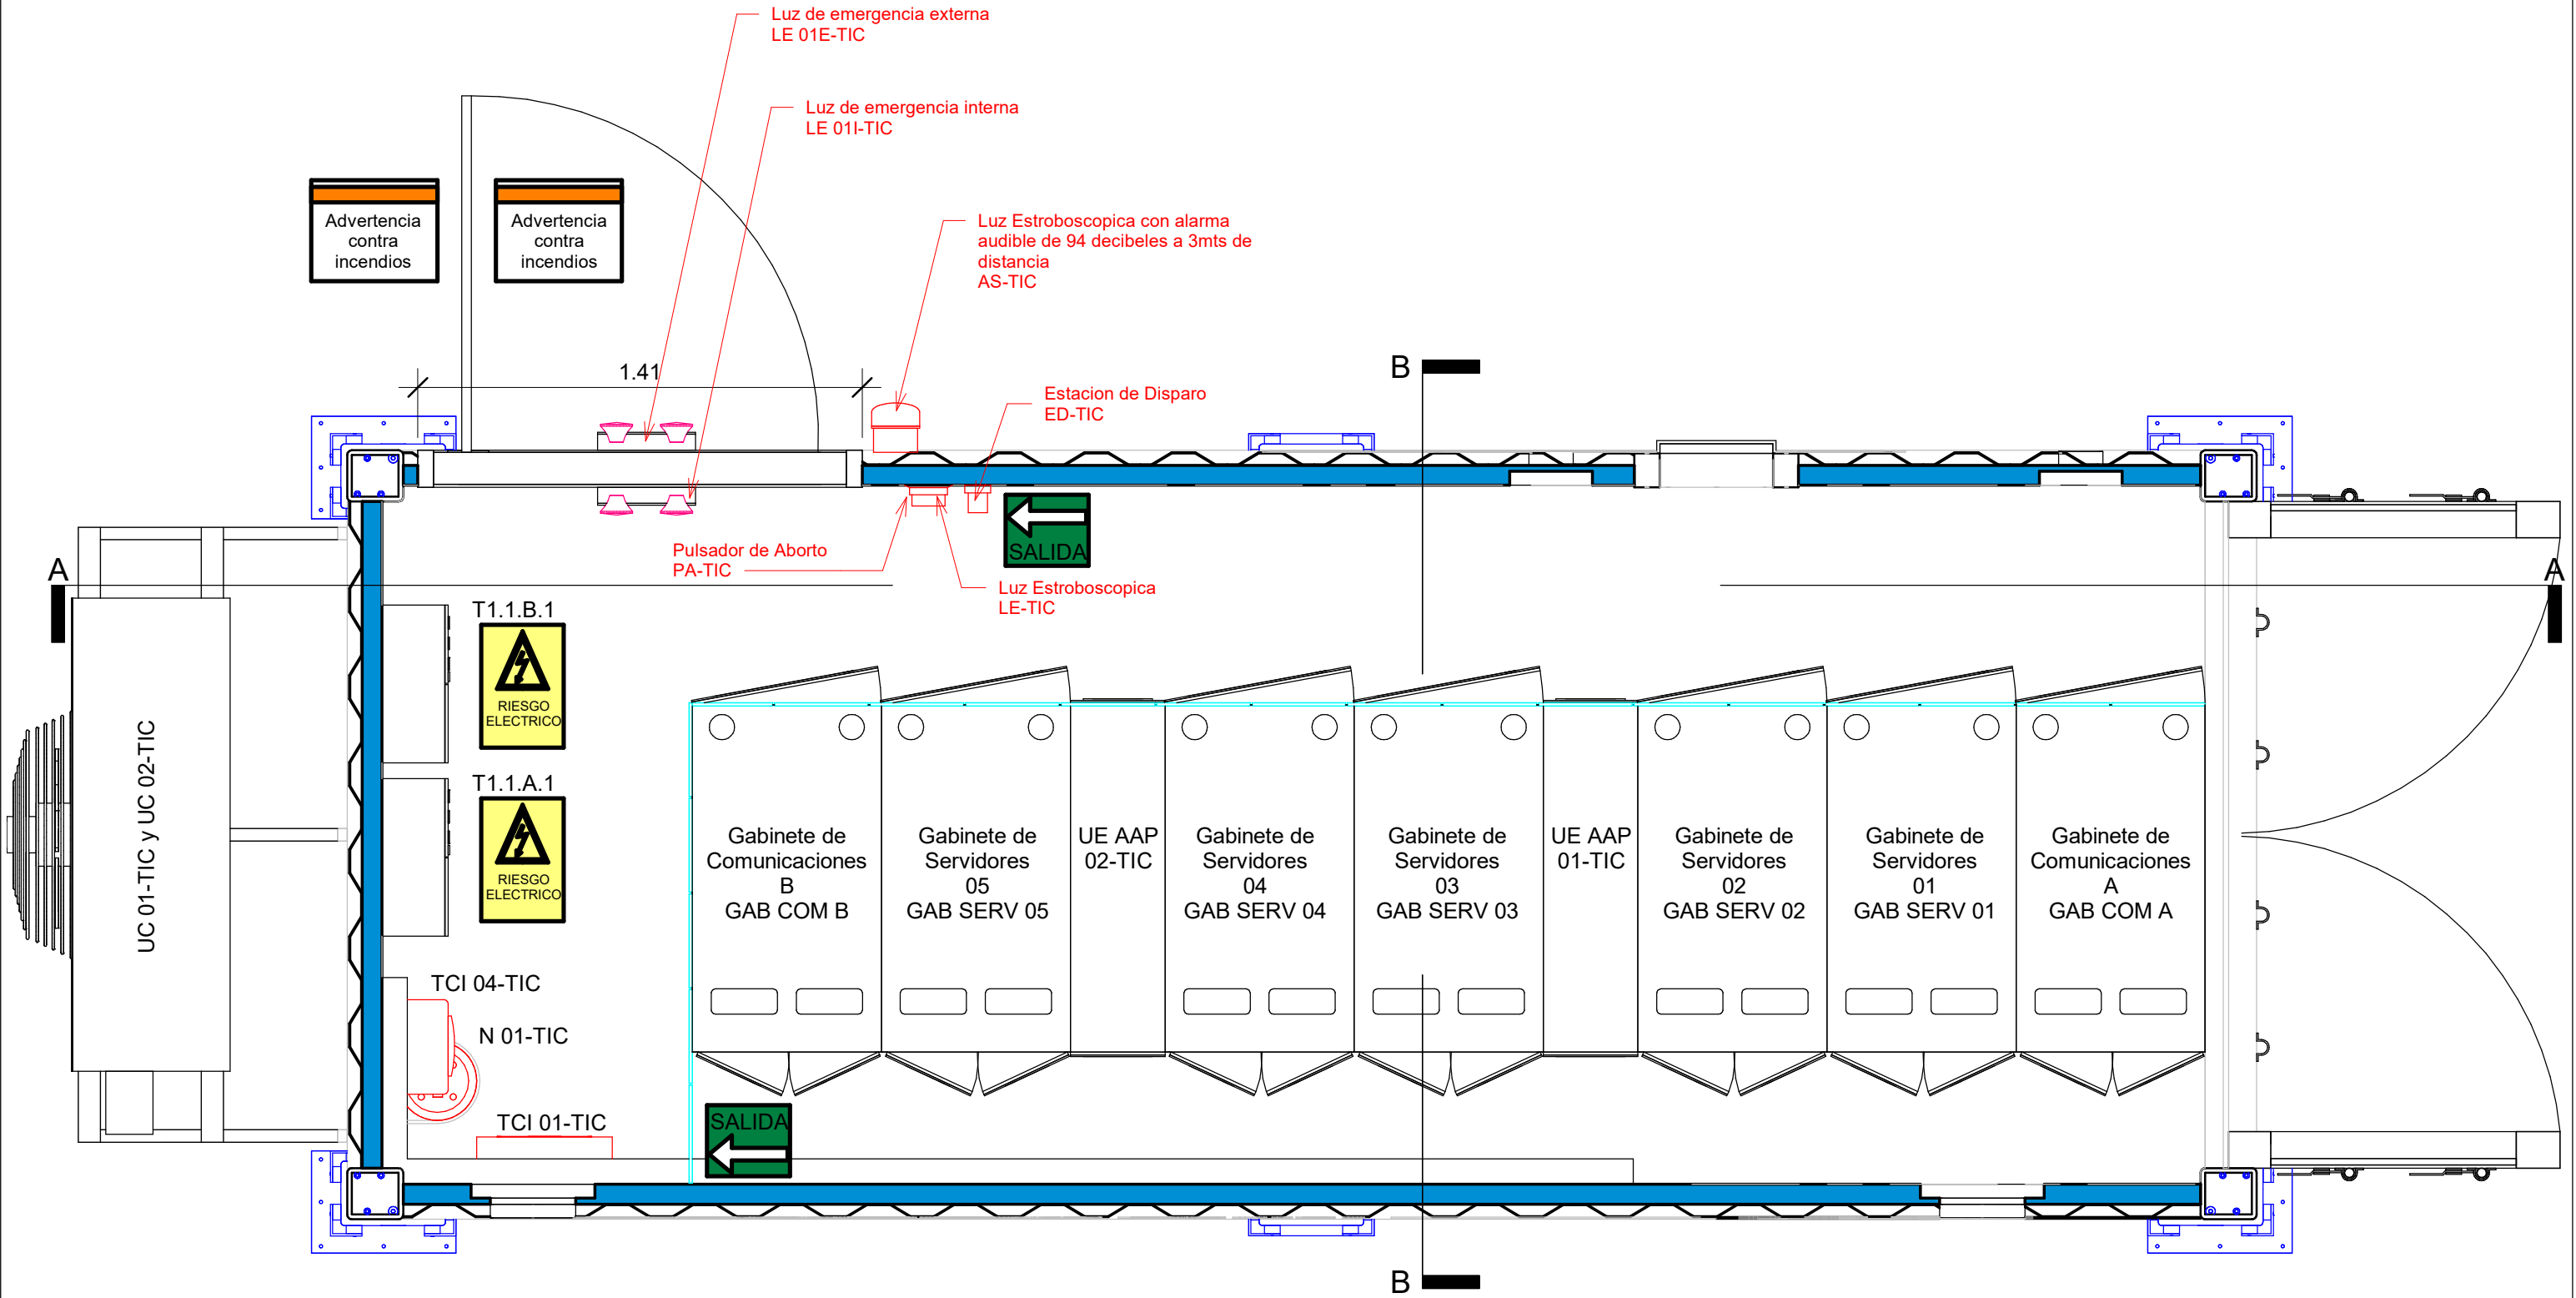 Luz de emergencia externa
LE 01E-TIC
Luz de emergencia interna
LE 01I-TIC
Advertencia
contra
incendios
Advertencia
contra
incendios
Luz Estroboscopica con alarma
audible de 94 decibeles a 3mts de
distancia
AS-TIC
1.41
B
Estacion de Disparo
ED-TIC
SALIDA
Pulsador de Aborto
PA-TIC
Luz Estroboscopica
LE-TIC
A
A
T1.1.B.1
RIESGO
ELECTRICO
T1.1.A.1
RIESGO
ELECTRICO
UC 01-TIC y UC 02-TIC
Gabinete de
Comunicaciones
B
GAB COM B
Gabinete de
Servidores
05
GAB SERV 05
UE AAP
02-TIC
Gabinete de
Servidores
04
GAB SERV 04
Gabinete de
Servidores
03
GAB SERV 03
UE AAP
01-TIC
Gabinete de
Servidores
02
GAB SERV 02
Gabinete de
Servidores
01
GAB SERV 01
Gabinete de
Comunicaciones
A
GAB COM A
TCI 04-TIC
N 01-TIC
TCI 01-TIC
SALIDA
B